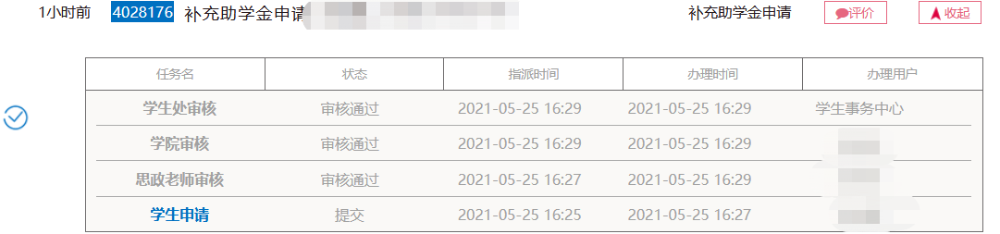 1小时前 4028176 补充助学金申请 补充助学金申请 评价 收起
任务名 状态 指派时间 办理时间 办理用户
学生处审核 审核通过 2021-05-25 16:29 2021-05-25 16:29 学生事务中心
学院审核 审核通过 2021-05-25 16:29 2021-05-25 16:29
思政老师审核 审核通过 2021-05-25 16:27 2021-05-25 16:29
学生申请 提交 2021-05-25 16:25 2021-05-25 16:27